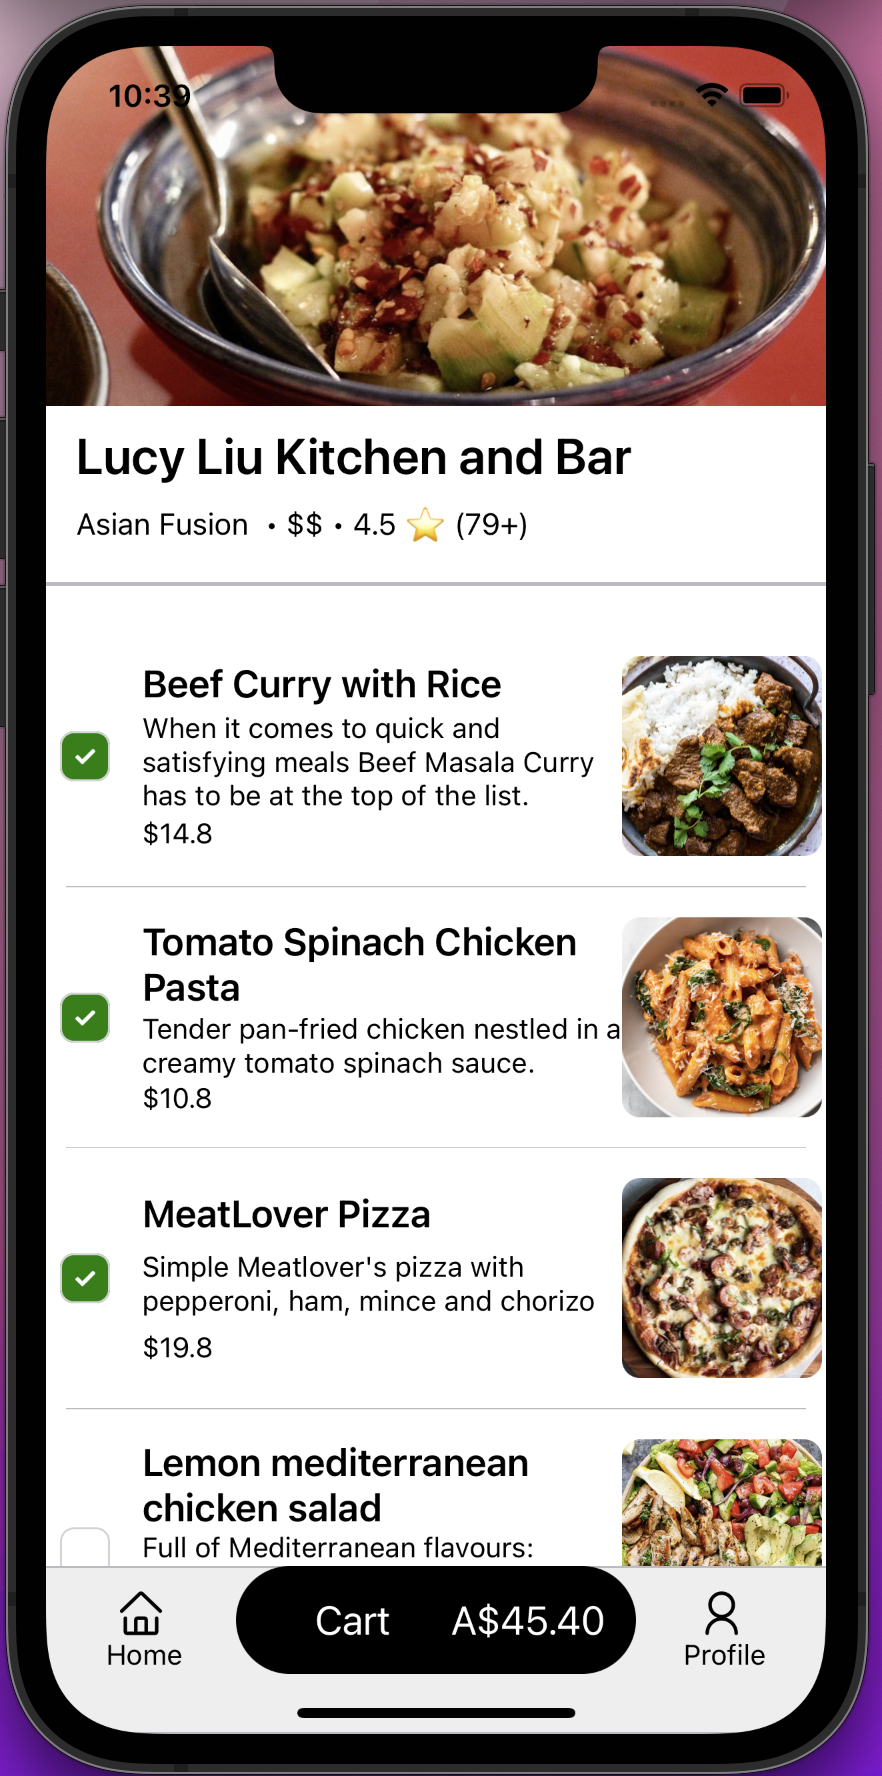 10:39
Lucy Liu Kitchen and Bar
Asian Fusion • $$ • 4.5 ⭐ (79+)
Beef Curry with Rice
When it comes to quick and
satisfying meals Beef Masala Curry
has to be at the top of the list.
$14.8
Tomato Spinach Chicken
Pasta
Tender pan-fried chicken nestled in a
creamy tomato spinach sauce.
$10.8
MeatLover Pizza
Simple Meatlover's pizza with
pepperoni, ham, mince and chorizo
$19.8
Lemon mediterranean
chicken salad
Full of Mediterranean flavours:
Home
Cart A$45.40
Profile